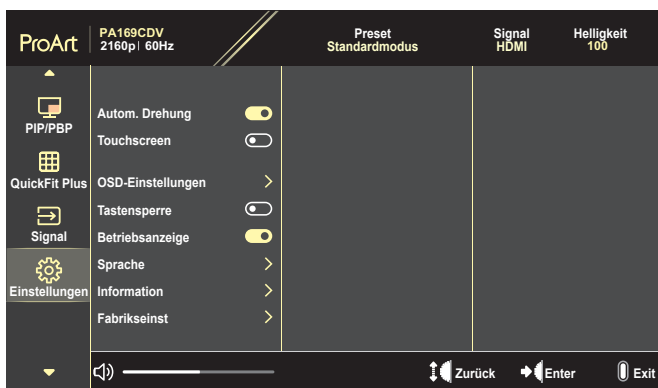 ProArt
PA169CDV
2160p| 60Hz
Preset
Standardmodus
Signal
HDMI
Helligkeit
100
PIP/PBP
QuickFit Plus
Signal
Einstellungen
Autom. Drehung
Touchscreen
OSD-Einstellungen
Tastensperre
Betriebsanzeige
Sprache
Information
Fabrikseinst
Zurück
Enter
Exit